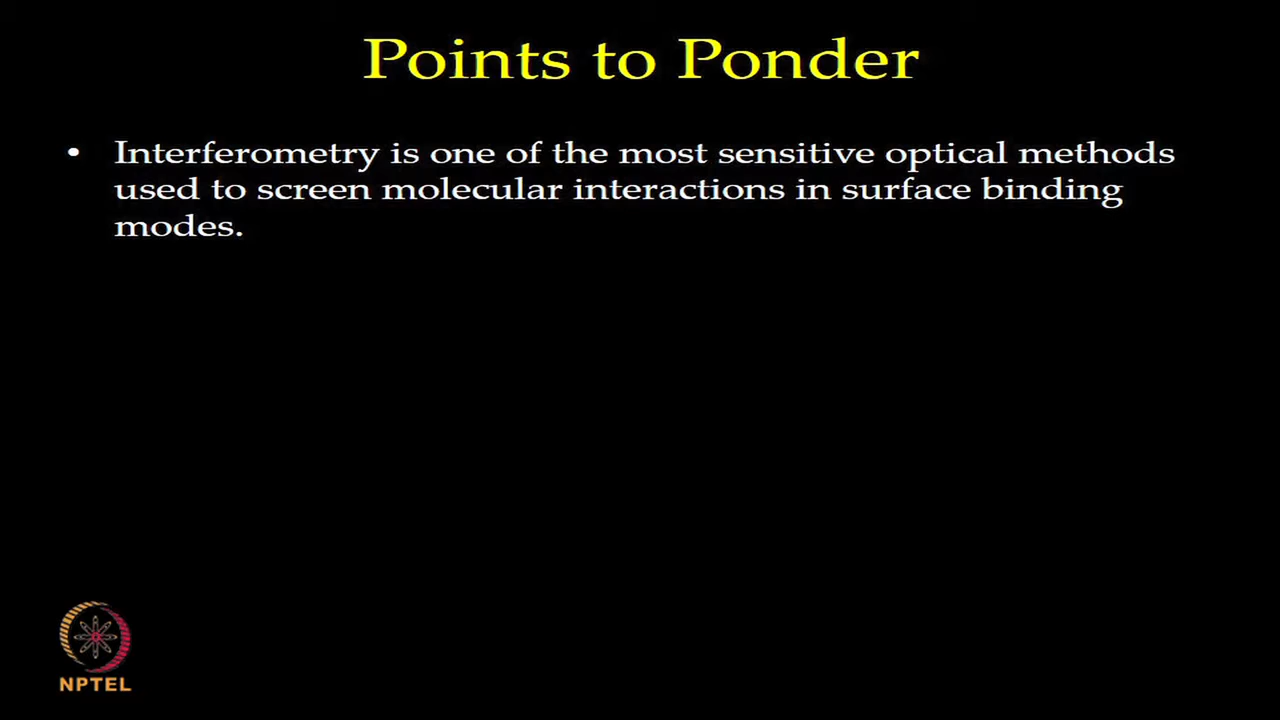 Points to Ponder
• Interferometry is one of the most sensitive optical methods
used to screen molecular interactions in surface binding
modes.
NPTEL